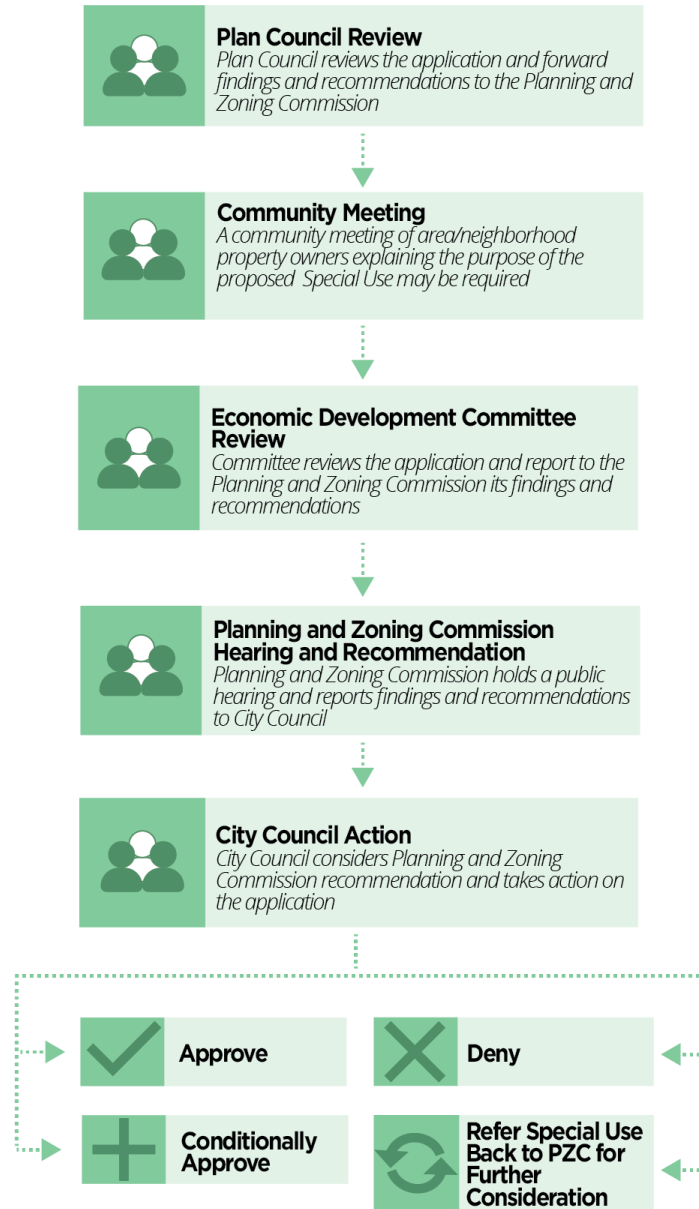 Plan Council Review
Plan Council reviews the application and forward
findings and recommendations to the Planning and
Zoning Commission
Community Meeting
A community meeting of area/neighborhood
property owners explaining the purpose of the
proposed Special Use may be required
Economic Development Committee
Review
Committee reviews the application and report to the
Planning and Zoning Commission its findings and
recommendations
Planning and Zoning Commission
Hearing and Recommendation
Planning and Zoning Commission holds a public
hearing and reports findings and recommendations
to City Council
City Council Action
City Council considers Planning and Zoning
Commission recommendation and takes action on
the application
Approve
Deny
Conditionally
Approve
Refer Special Use
Back to PZC for
Further
Consideration